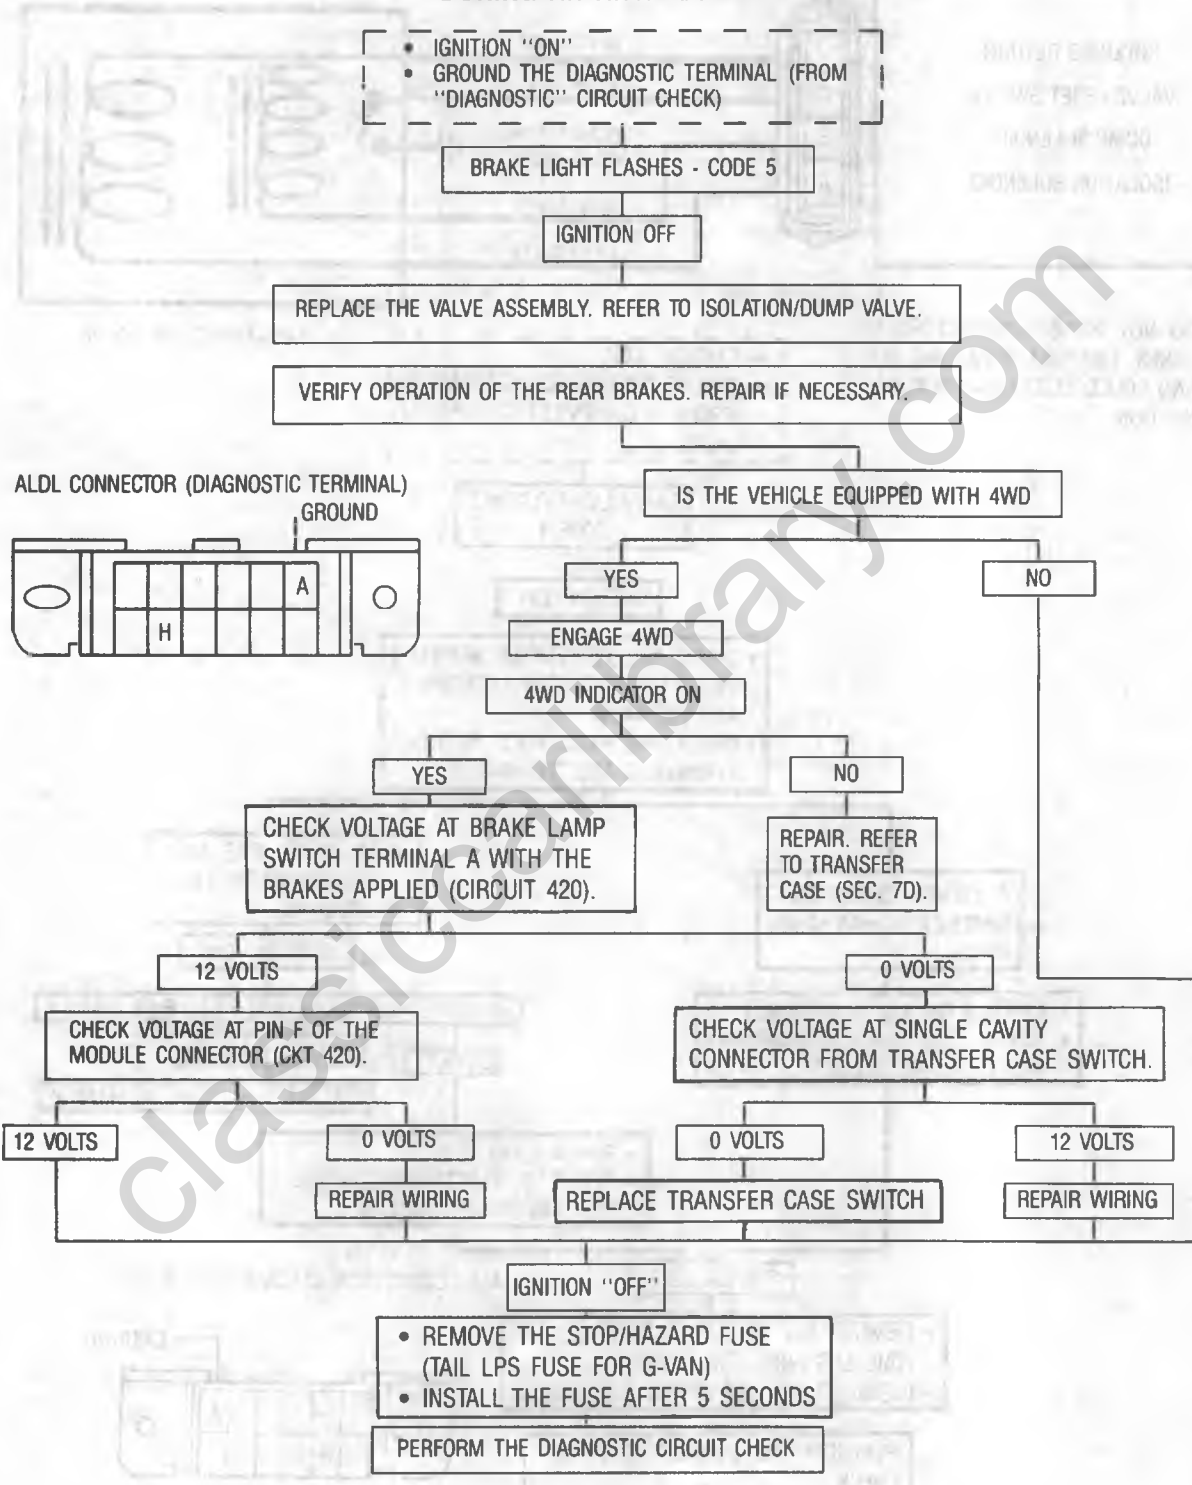 • IGNITION "ON"
• GROUND THE DIAGNOSTIC TERMINAL (FROM
"DIAGNOSTIC" CIRCUIT CHECK)
BRAKE LIGHT FLASHES - CODE 5
IGNITION OFF
REPLACE THE VALVE ASSEMBLY. REFER TO ISOLATION/DUMP VALVE.
VERIFY OPERATION OF THE REAR BRAKES. REPAIR IF NECESSARY.
ALDL CONNECTOR (DIAGNOSTIC TERMINAL)
GROUND
A
H
IS THE VEHICLE EQUIPPED WITH 4WD
YES
NO
ENGAGE 4WD
4WD INDICATOR ON
YES
NO
CHECK VOLTAGE AT BRAKE LAMP
SWITCH TERMINAL A WITH THE
BRAKES APPLIED (CIRCUIT 420).
REPAIR. REFER
TO TRANSFER
CASE (SEC. 7D).
12 VOLTS
0 VOLTS
CHECK VOLTAGE AT PIN F OF THE
MODULE CONNECTOR (CKT 420).
CHECK VOLTAGE AT SINGLE CAVITY
CONNECTOR FROM TRANSFER CASE SWITCH.
12 VOLTS
0 VOLTS
0 VOLTS
12 VOLTS
REPAIR WIRING
REPLACE TRANSFER CASE SWITCH
REPAIR WIRING
IGNITION "OFF"
• REMOVE THE STOP/HAZARD FUSE
(TAIL LPS FUSE FOR G-VAN)
• INSTALL THE FUSE AFTER 5 SECONDS
PERFORM THE DIAGNOSTIC CIRCUIT CHECK
classiccarlibrary.com